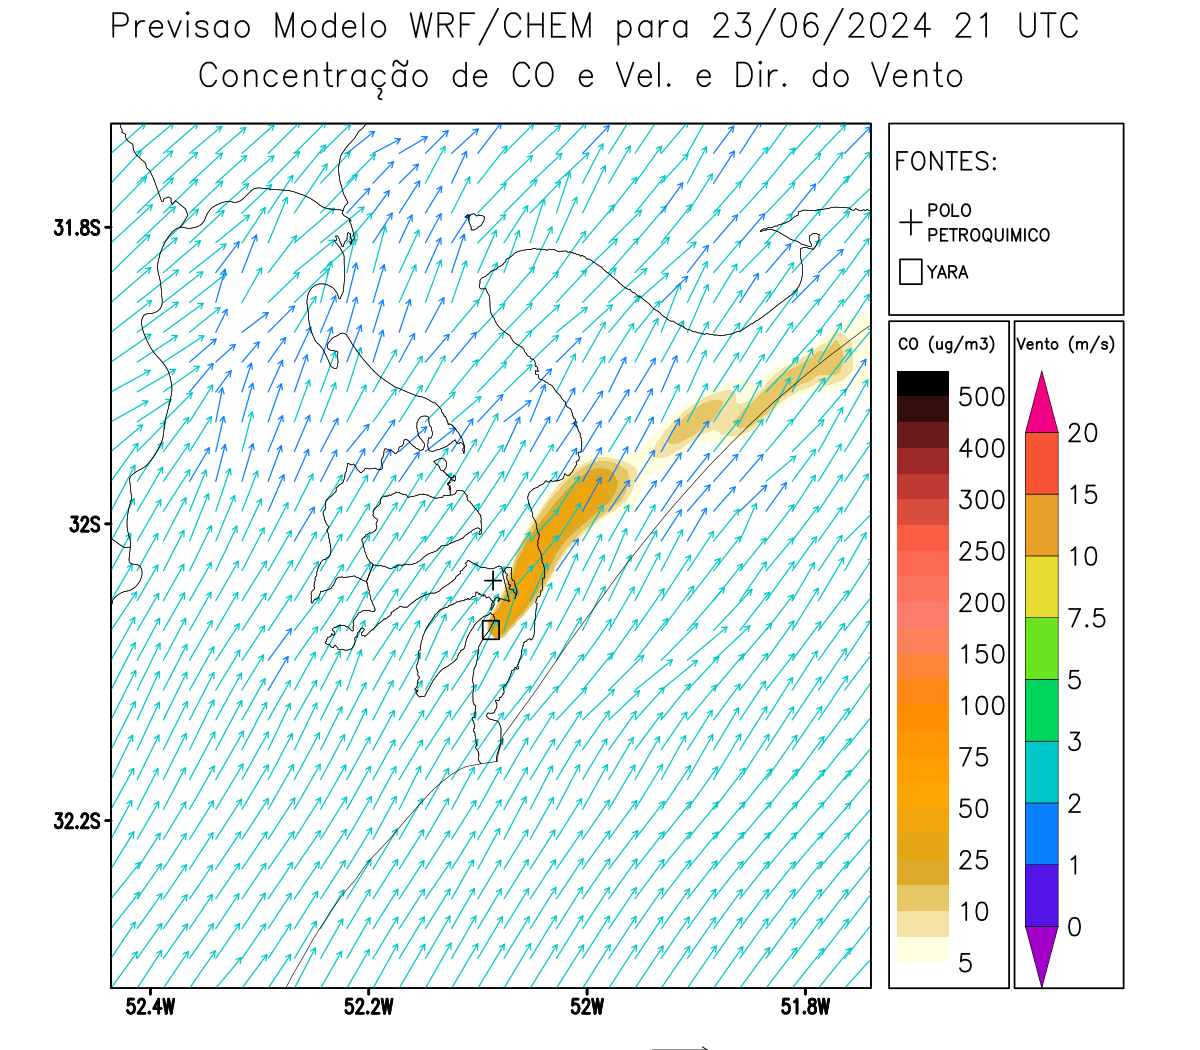 Previsao Modelo WRF/CHEM para 23/06/2024 21 UTC
Concentração de CO e Vel. e Dir. do Vento
FONTES:
POLO
PETROQUIMICO
YARA
31.8S
32S
32.2S
52.4W
52.2W
52W
51.8W
CO (ug/m3)
500
400
300
250
200
150
100
75
50
25
10
5
Vento (m/s)
20
15
10
7.5
5
3
2
1
0